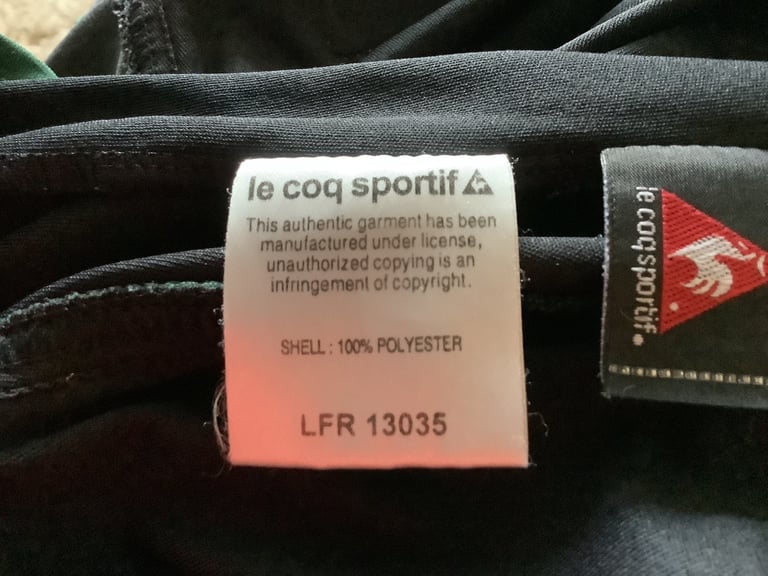 le coq sportif
This authentic garment has been
manufactured under license,
unauthorized copying is an
infringement of copyright.
SHELL : 100% POLYESTER
LFR 13035
le coq sportif.